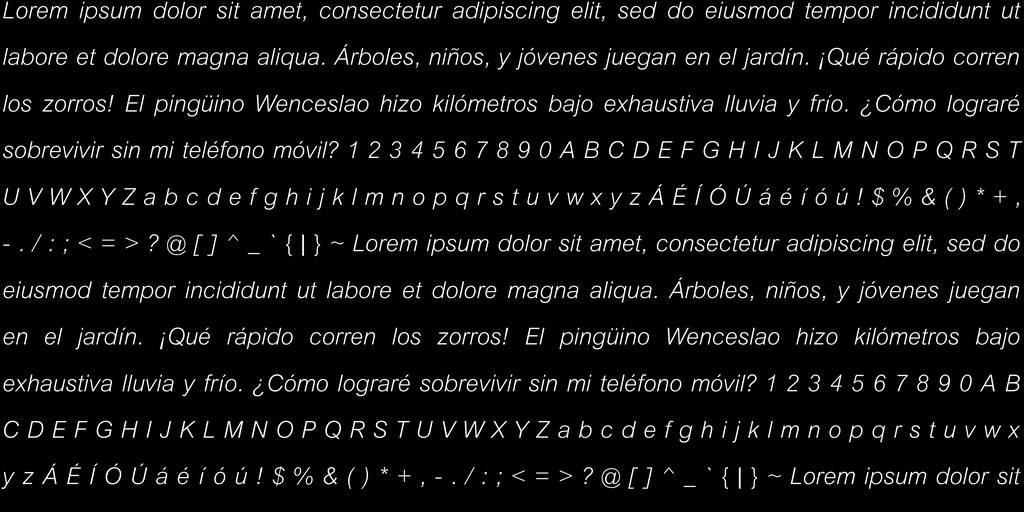 Lorem ipsum dolor sit amet, consectetur adipiscing elit, sed do eiusmod tempor incididunt ut
labore et dolore magna aliqua. Árboles, niños, y jóvenes juegan en el jardín. ¡Qué rápido corren
los zorros! El pingüino Wenceslao hizo kilómetros bajo exhaustiva lluvia y frío. ¿Cómo lograré
sobrevivir sin mi teléfono móvil? 1 2 3 4 5 6 7 8 9 0 A B C D E F G H I J K L M N O P Q R S T
U V W X Y Z a b c d e f g h i j k l m n o p q r s t u v w x y z Á É Í Ó Ú á é í ó ú ! $ % & ( ) * + ,
- . / : ; < = > ? @ [ ] ^ _ ` { | } ~ Lorem ipsum dolor sit amet, consectetur adipiscing elit, sed do
eiusmod tempor incididunt ut labore et dolore magna aliqua. Árboles, niños, y jóvenes juegan
en el jardín. ¡Qué rápido corren los zorros! El pingüino Wenceslao hizo kilómetros bajo
exhaustiva lluvia y frío. ¿Cómo lograré sobrevivir sin mi teléfono móvil? 1 2 3 4 5 6 7 8 9 0 A B
C D E F G H I J K L M N O P Q R S T U V W X Y Z a b c d e f g h i j k l m n o p q r s t u v w x
y z Á É Í Ó Ú á é í ó ú ! $ % & ( ) * + , - . / : ; < = > ? @ [ ] ^ _ ` { | } ~ Lorem ipsum dolor sit